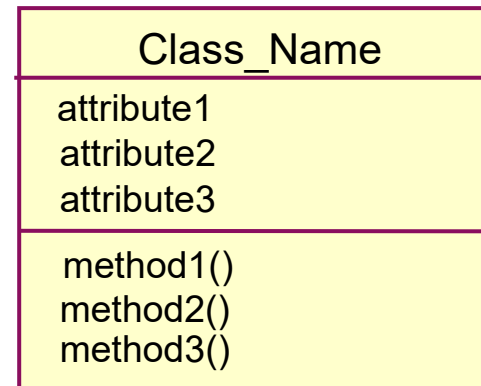 Class_Name
attribute1
attribute2
attribute3
method1()
method2()
method3()